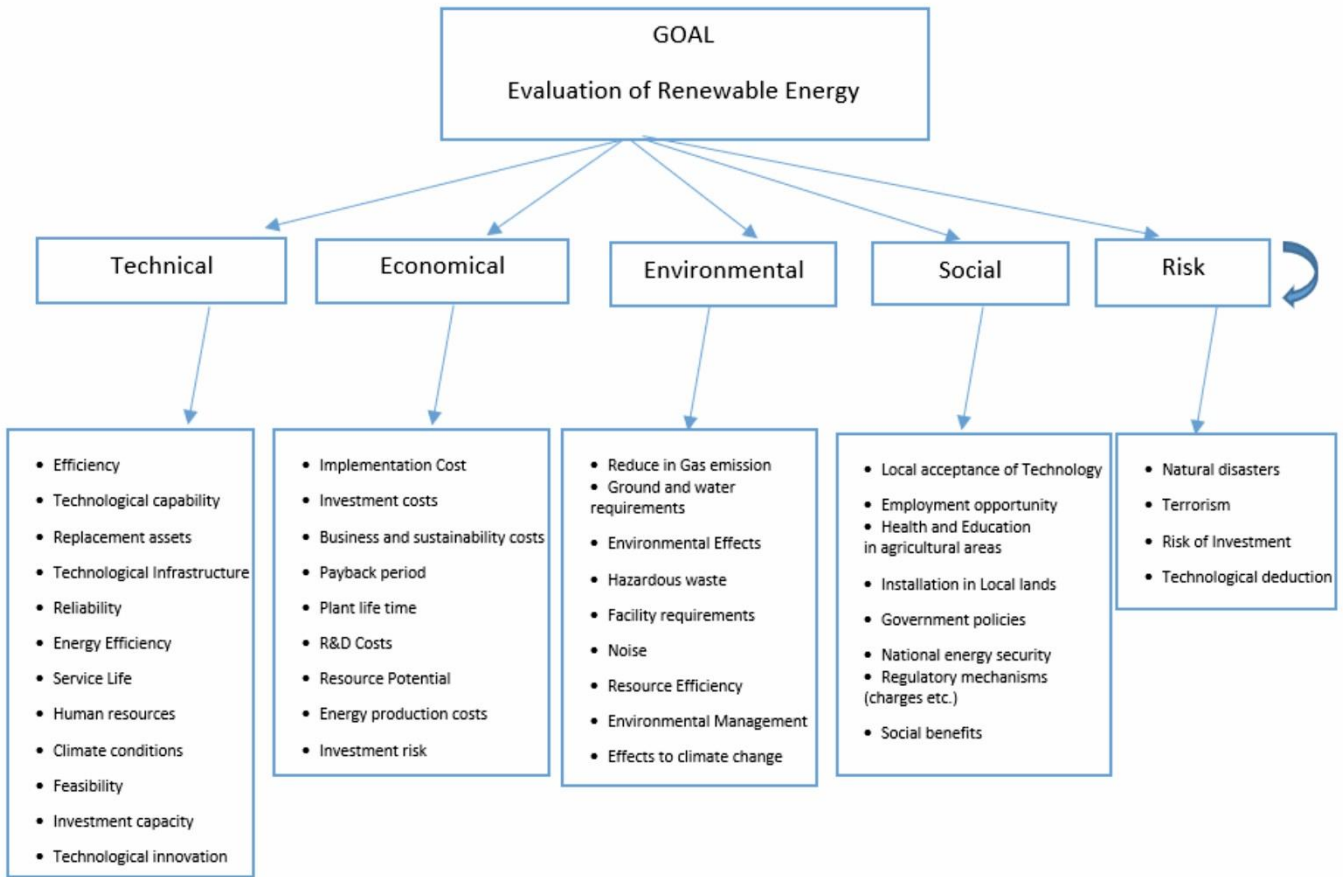 GOAL
Evaluation of Renewable Energy
Technical
Economical
Environmental
Social
Risk
• Efficiency
• Technological capability
• Replacement assets
• Technological Infrastructure
• Reliability
• Energy Efficiency
• Service Life
• Human resources
• Climate conditions
• Feasibility
• Investment capacity
• Technological innovation
• Implementation Cost
• Investment costs
• Business and sustainability costs
• Payback period
• Plant life time
• R&D Costs
• Resource Potential
• Energy production costs
• Investment risk
• Reduce in Gas emission
• Ground and water
requirements
• Environmental Effects
• Hazardous waste
• Facility requirements
• Noise
• Resource Efficiency
• Environmental Management
• Effects to climate change
• Local acceptance of Technology
• Employment opportunity
• Health and Education
in agricultural areas
• Installation in Local lands
• Government policies
• National energy security
• Regulatory mechanisms
(charges etc.)
• Social benefits
• Natural disasters
• Terrorism
• Risk of Investment
• Technological deduction